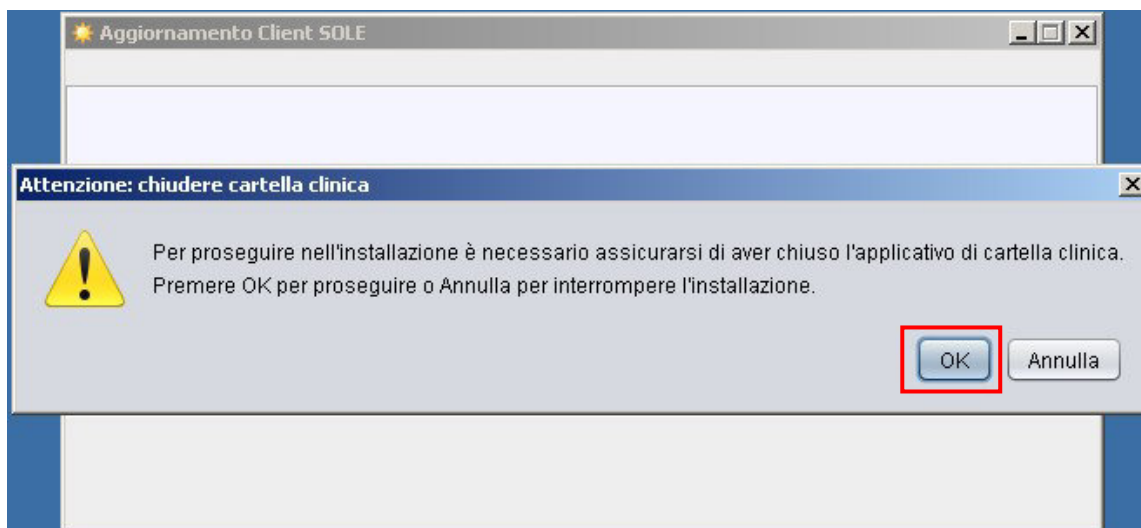 Aggiornamento Client SOLE
Attenzione: chiudere cartella clinica
Per proseguire nell'installazione è necessario assicurarsi di aver chiuso l'applicativo di cartella clinica.
Premere OK per proseguire o Annulla per interrompere l'installazione.
OK Annulla